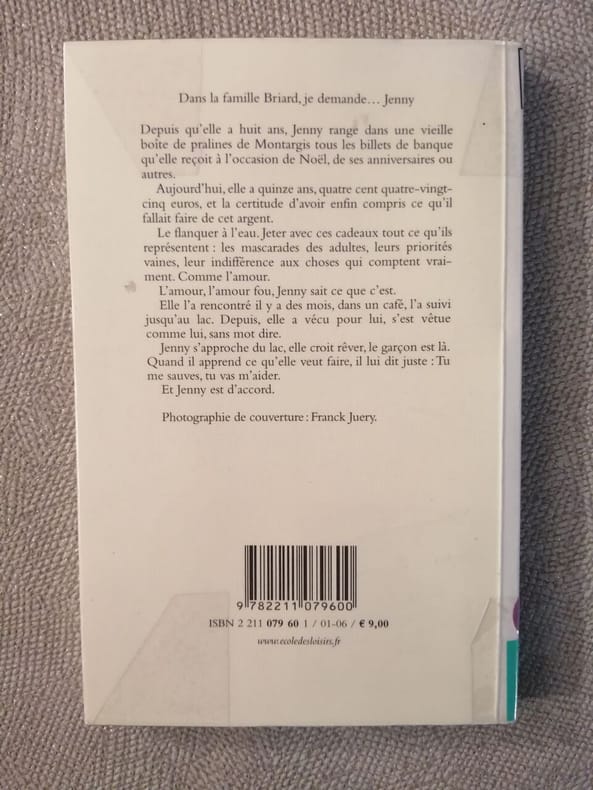 Dans la famille Briard, je demande… Jenny
Depuis qu'elle a huit ans, Jenny range dans une vieille
boîte de pralines de Montargis tous les billets de banque
qu'elle reçoit à l'occasion de Noël, de ses anniversaires ou
autres.
Aujourd'hui, elle a quinze ans, quatre cent quatre-vingt-
cinq euros, et la certitude d'avoir enfin compris ce qu'il
fallait faire de cet argent.
Le flanquer à l'eau. Jeter avec ces cadeaux tout ce qu'ils
représentent : les mascarades des adultes, leurs priorités
vaines, leur indifférence aux choses qui comptent vrai-
ment. Comme l'amour.
L'amour, l'amour fou, Jenny sait ce que c'est.
Elle l'a rencontré il y a des mois, dans un café, l'a suivi
jusqu'au lac. Depuis, elle a vécu pour lui, s'est vêtue
comme lui, sans mot dire.
Jenny s'approche du lac, elle croit rêver, le garçon est là.
Quand il apprend ce qu'elle veut faire, il lui dit juste : Tu
me sauves, tu vas m'aider.
Et Jenny est d'accord.
Photographie de couverture : Franck Juery.
9 782211 079600
ISBN 2 211 079 60 1 / 01-06 / € 9,00
www.ecoledesloisirs.fr